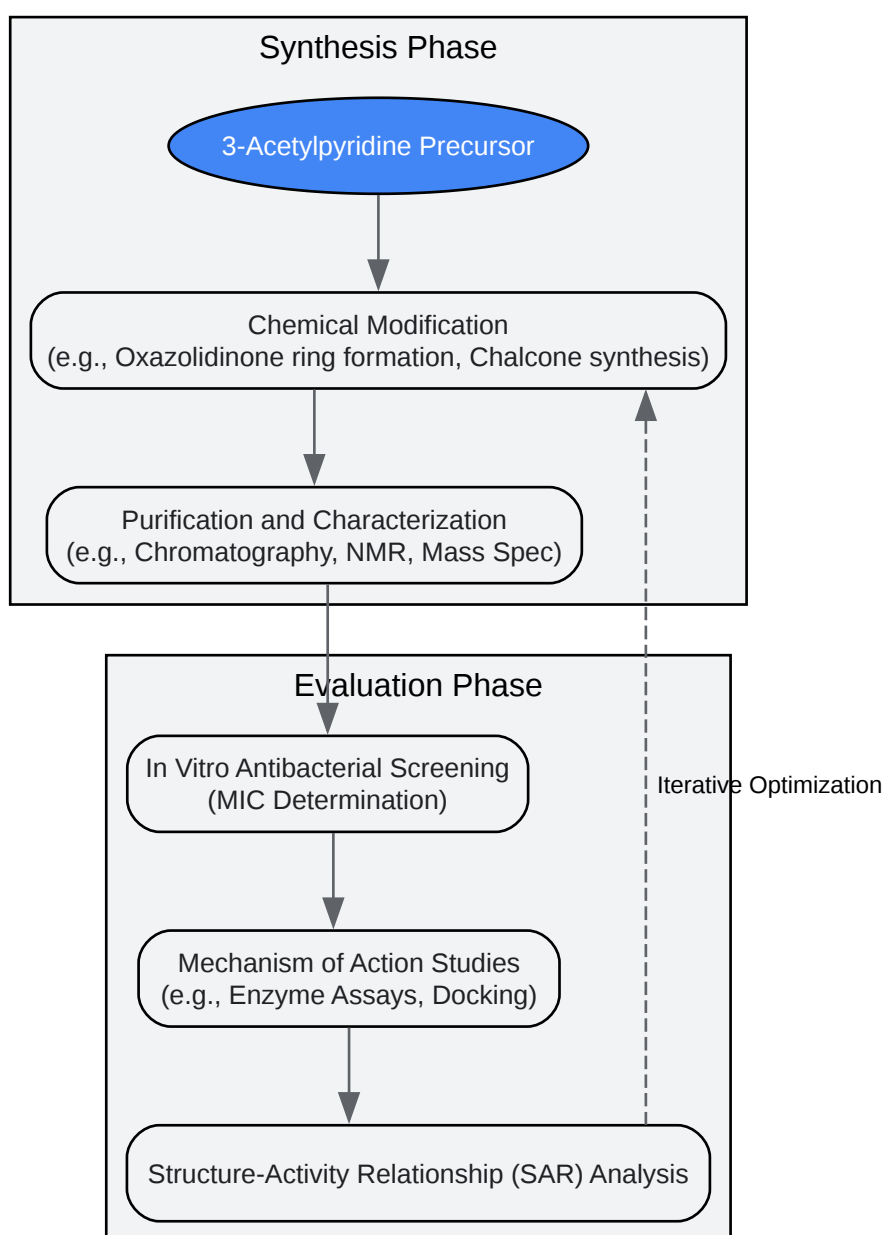 Synthesis Phase
3-Acetylpyridine Precursor
Chemical Modification
(e.g., Oxazolidinone ring formation, Chalcone synthesis)
Purification and Characterization
(e.g., Chromatography, NMR, Mass Spec)
Evaluation Phase
In Vitro Antibacterial Screening
(MIC Determination)
Iterative Optimization
Mechanism of Action Studies
(e.g., Enzyme Assays, Docking)
Structure-Activity Relationship (SAR) Analysis